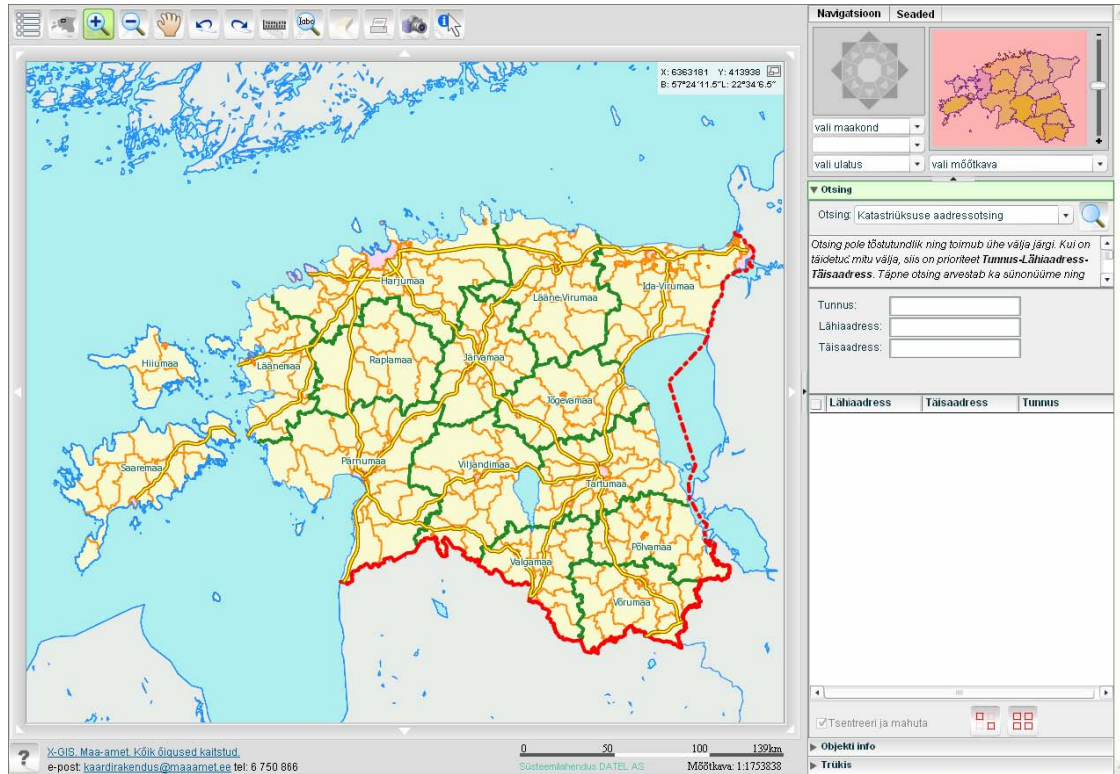 Navigatsioon Seaded
X: 6363181 Y: 413938
B: 57°24'11.5"L: 22°34'6.5"
vali maakond
vali ulatus
vali mõõtkava
Otsing
Otsing: Katastriüksuse aadressotsing
Otsing pole tõstutundlik ning toimub ühe välja järgi. Kui on
täidetud mitu välja, siis on prioriteet Tunnus-Lähiaadress-
Täisaadress. Täpne otsing arvestab ka sünonüüme ning
Tunnus:
Lähiaadress:
Täisaadress:
Lähiaadress Täisaadress Tunnus
Harjumaa
Lääne-Virumaa
Ida-Virumaa
Hiiumaa
Läänemaa
Raplamaa
Järvamaa
Jõgevamaa
Saaremaa
Pärnumaa
Viljandimaa
Tartumaa
Põlvamaa
Valgamaa
Võrumaa
Tsentreeri ja mahuta
Objekti info
Trükis
? X-GIS. Maa-amet. Kõik õigused kaitstud.
e-post: kaardirakendus@maaamet.ee tel: 6 750 866
0 50 100 139km
Süsteemilahendus DATEL AS Mõõtkava: 1:1753838